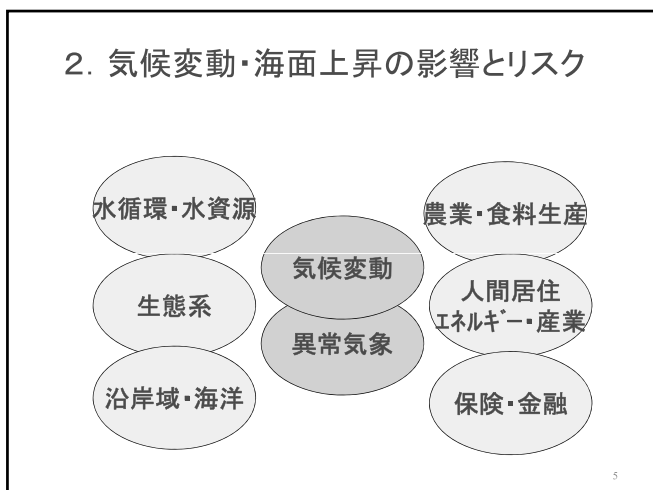 ２．気候変動・海面上昇の影響とリスク
水循環・水資源
生態系
沿岸域・海洋
気候変動
異常気象
農業・食料生産
人間居住
ｴﾈﾙｷﾞｰ・産業
保険・金融
5